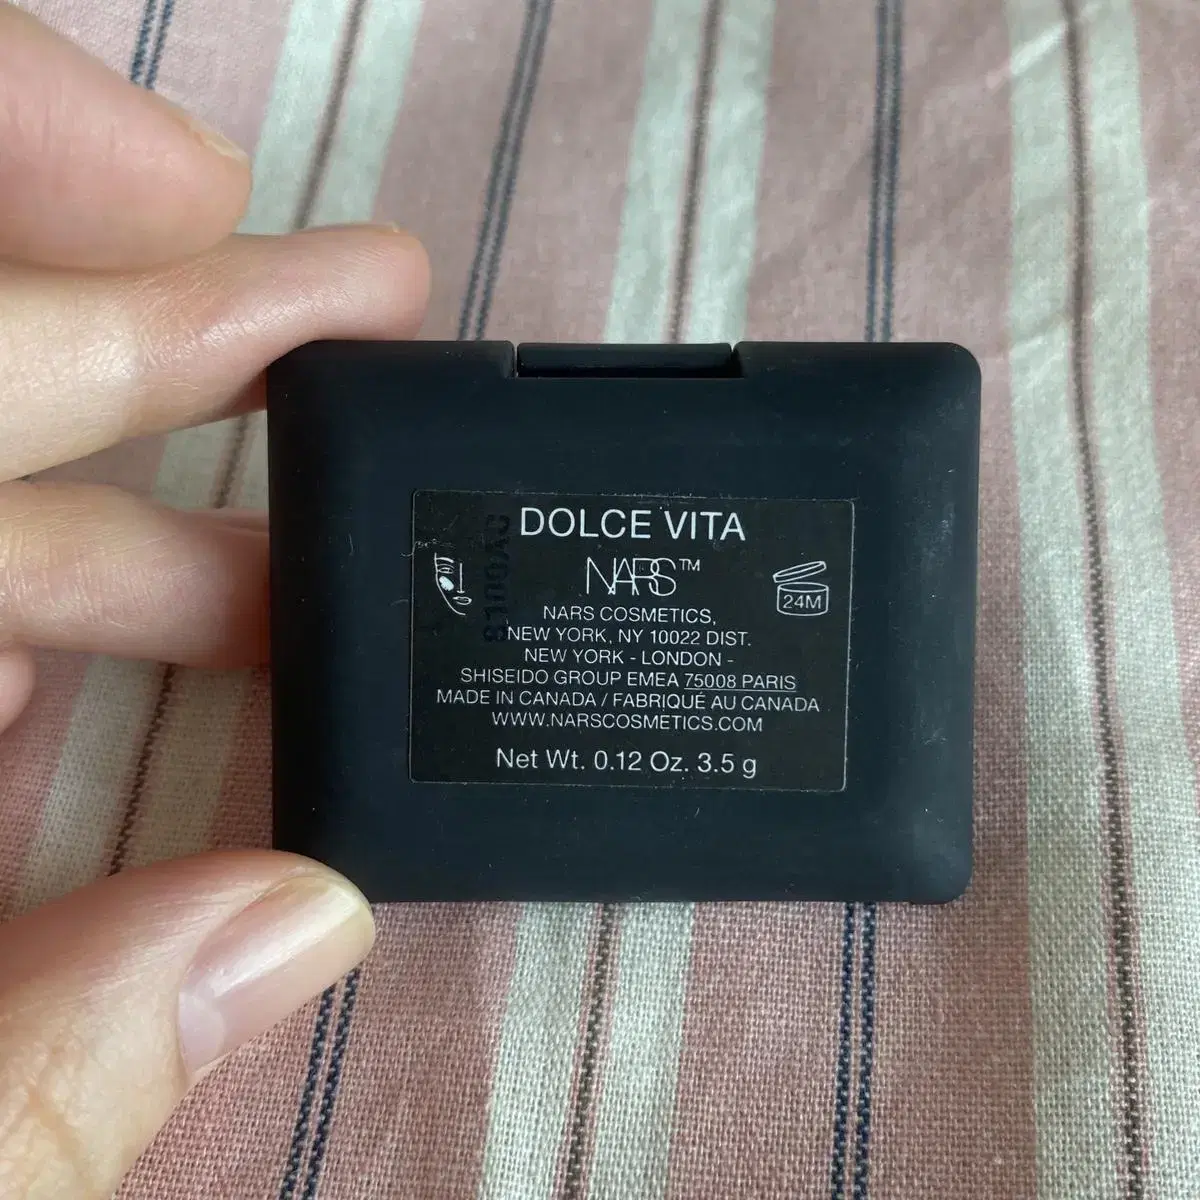 DOLCE VITA
NARS™
24M
NARS COSMETICS,
NEW YORK, NY 10022 DIST.
NEW YORK - LONDON -
SHISEIDO GROUP EMEA 75008 PARIS
MADE IN CANADA / FABRIQUÉ AU CANADA
WWW.NARSCOSMETICS.COM
Net Wt. 0.12 Oz. 3.5 g